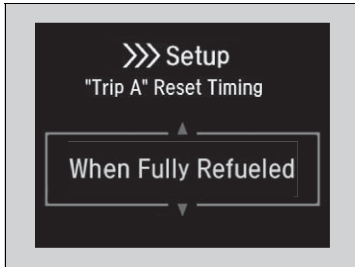 >>> Setup
"Trip A" Reset Timing
When Fully Refueled